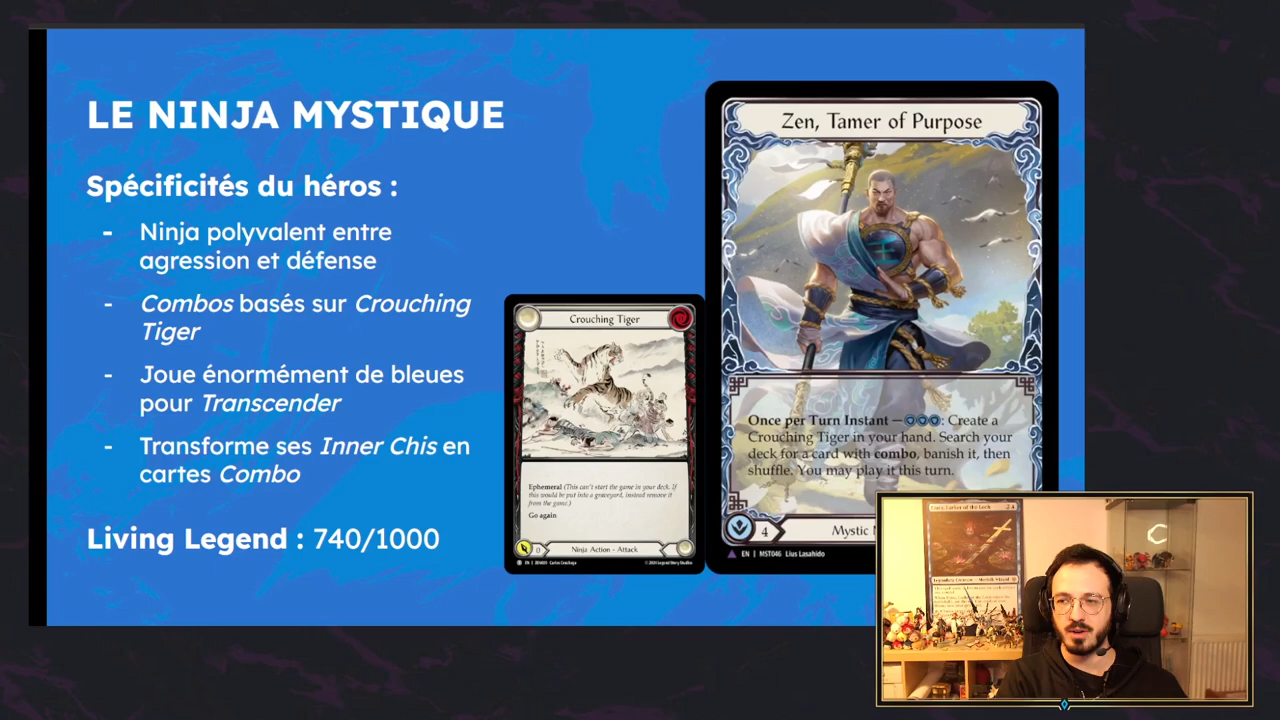 LE NINJA MYSTIQUE
Spécificités du héros :
- Ninja polyvalent entre
agression et défense
- Combos basés sur Crouching
Tiger
- Joue énormément de bleues
pour Transcender
- Transforme ses Inner Chis en
cartes Combo
Living Legend : 740/1000
Crouching Tiger
Ephemeral (This can't start the game in your deck. If
this would be put into a graveyard, instead remove it
from the game.)
Go again
0
Ninja Action - Attack
Zen, Tamer of Purpose
Once per Turn Instant — : Create a
Crouching Tiger in your hand. Search your
deck for a card with combo, banish it, then
shuffle. You may play it this turn.
4
Mystic
EN | MST046 Lius Lasahido